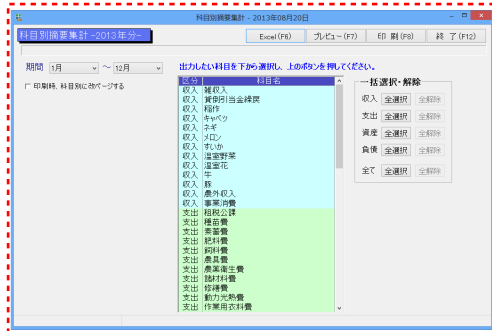 科目別摘要集計 - 2013年08月20日
科目別摘要集計 -2013年分-
Excel(F6) プレビュー(F7) 印 刷(F8) 終 了(F12)
期間 1月 ～ 12月
□ 印刷時、科目別に改ページする
出力したい科目を下から選択し、上のボタンを押してください。
区分 科目名
収入 雑収入
収入 貸倒引当金繰戻
収入 稲作
収入 キャベツ
収入 ネギ
収入 メロン
収入 すいか
収入 温室野菜
収入 温室花
収入 牛
収入 豚
収入 農外収入
収入 事業消費
支出 租税公課
支出 種苗費
支出 素畜費
支出 肥料費
支出 飼料費
支出 農具費
支出 農薬衛生費
支出 諸材料費
支出 修繕費
支出 動力光熱費
支出 作業用衣料費
一括選択・解除
収入 全選択 全解除
支出 全選択 全解除
資産 全選択 全解除
負債 全選択 全解除
全て 全選択 全解除